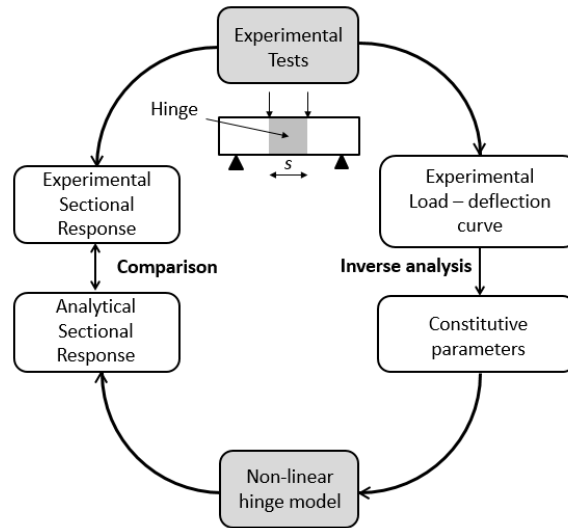 Experimental
Tests
Hinge
s
Experimental
Sectional
Response
Experimental
Load – deflection
curve
Comparison
Inverse analysis
Analytical
Sectional
Response
Constitutive
parameters
Non-linear
hinge model